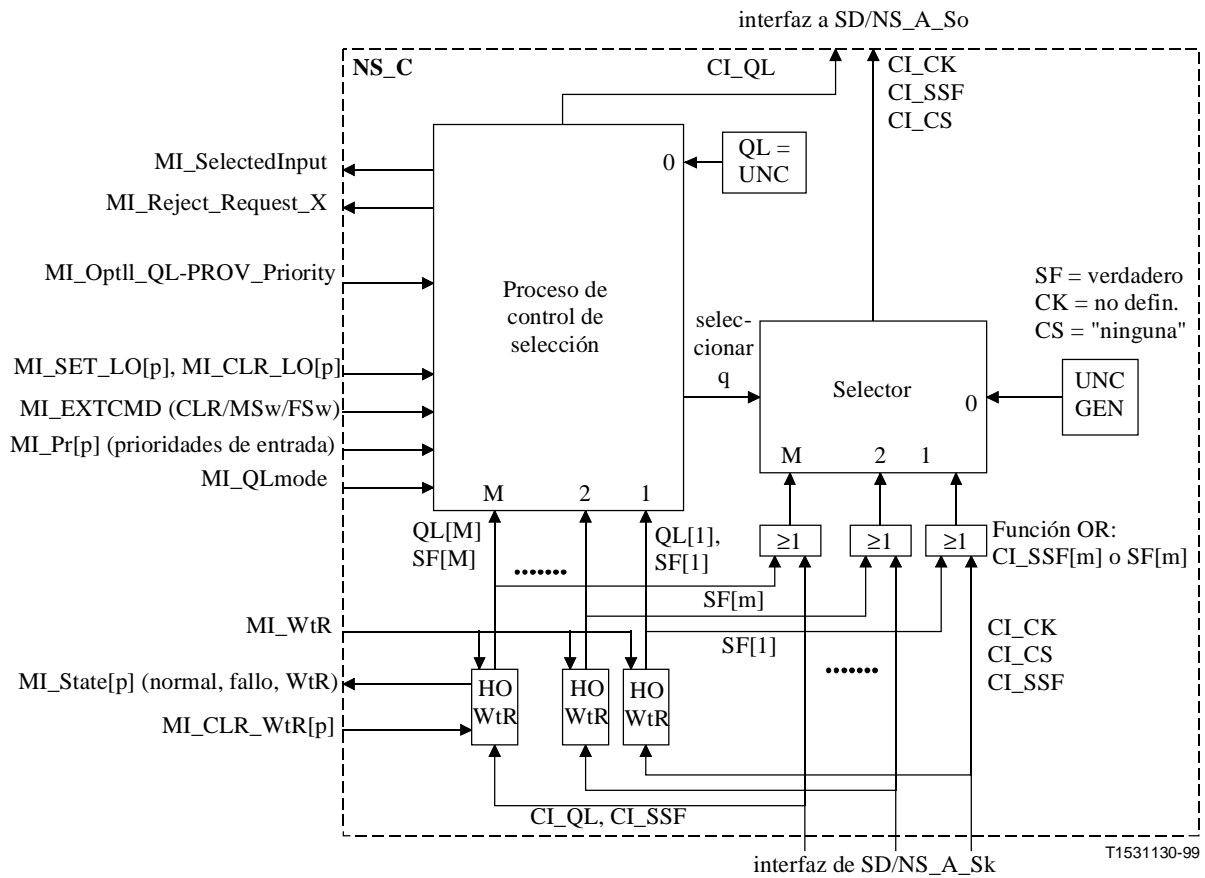 interfaz a SD/NS_A_So
NS_C
CI_QL
CI_CK
CI_SSF
CI_CS
MI_SelectedInput
MI_Reject_Request_X
MI_OptII_QL-PROV_Priority
MI_SET_LO[p], MI_CLR_LO[p]
MI_EXTCMD (CLR/MSw/FSw)
MI_Pr[p] (prioridades de entrada)
MI_QLmode
0
QL =
UNC
Proceso de
control de
selección
selec-
cionar
q
SF = verdadero
CK = no defin.
CS = "ninguna"
Selector
0
UNC
GEN
M 2 1
M 2 1
QL[M]
SF[M]
QL[1],
SF[1]
≥1
≥1
≥1
Función OR:
CI_SSF[m] o SF[m]
.......
SF[m]
SF[1]
MI_WtR
MI_State[p] (normal, fallo, WtR)
MI_CLR_WtR[p]
HO
WtR
HO
WtR
HO
WtR
.......
CI_CK
CI_CS
CI_SSF
CI_QL, CI_SSF
interfaz de SD/NS_A_Sk
T1531130-99